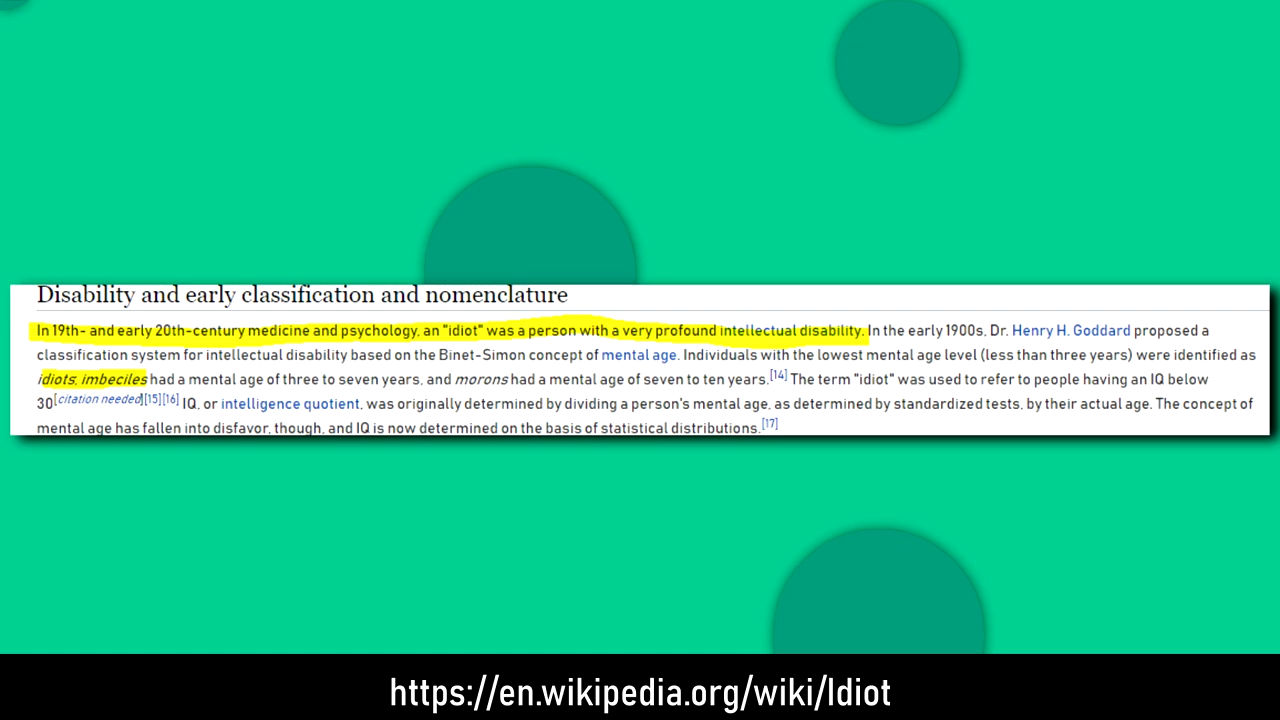 Disability and early classification and nomenclature
In 19th- and early 20th-century medicine and psychology, an "idiot" was a person with a very profound intellectual disability. In the early 1900s, Dr. Henry H. Goddard proposed a
classification system for intellectual disability based on the Binet-Simon concept of mental age. Individuals with the lowest mental age level (less than three years) were identified as
idiots; imbeciles had a mental age of three to seven years, and morons had a mental age of seven to ten years.[14] The term "idiot" was used to refer to people having an IQ below
30[citation needed][15][16] IQ, or intelligence quotient, was originally determined by dividing a person's mental age, as determined by standardized tests, by their actual age. The concept of
mental age has fallen into disfavor, though, and IQ is now determined on the basis of statistical distributions.[17]
https://en.wikipedia.org/wiki/Idiot